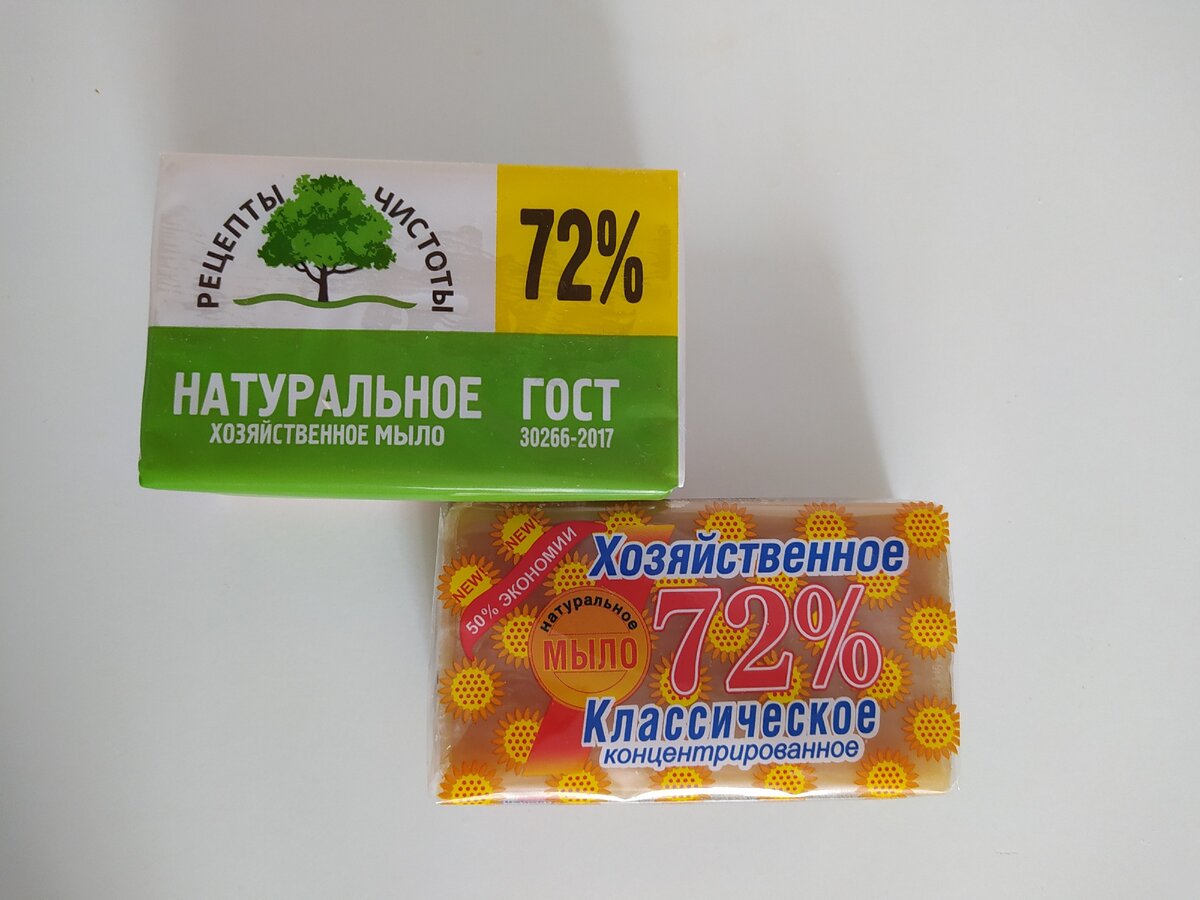 РЕЦЕПТЫ ЧИСТОТЫ
72%
НАТУРАЛЬНОЕ
ХОЗЯЙСТВЕННОЕ МЫЛО
ГОСТ
30266-2017
NEW!
NEW!
50% ЭКОНОМИИ
Хозяйственное
натуральное
МЫЛО
72%
Классическое
концентрированное